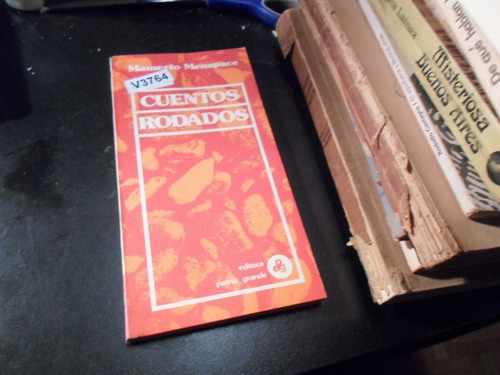 Mamerto Menapace
V3764
CUENTOS
RODADOS
editora
patria grande
Misteriosa
Buenos Aires
de qué hablan